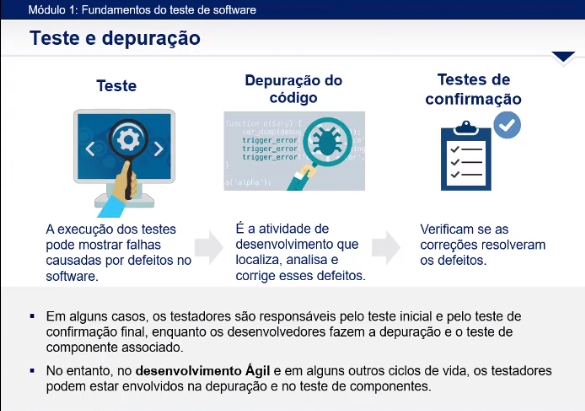 Módulo 1: Fundamentos do teste de software
Teste e depuração
Teste
Depuração do
código
Testes de
confirmação
trigger_error
trigger_error
trigger_error
a('alpha');
A execução dos testes
pode mostrar falhas
causadas por defeitos no
software.
É a atividade de
desenvolvimento que
localiza, analisa e
corrige esses defeitos.
Verificam se as
correções resolveram
os defeitos.
▪ Em alguns casos, os testadores são responsáveis pelo teste inicial e pelo teste de
confirmação final, enquanto os desenvolvedores fazem a depuração e o teste de
componente associado.
▪ No entanto, no desenvolvimento Ágil e em alguns outros ciclos de vida, os testadores
podem estar envolvidos na depuração e no teste de componentes.